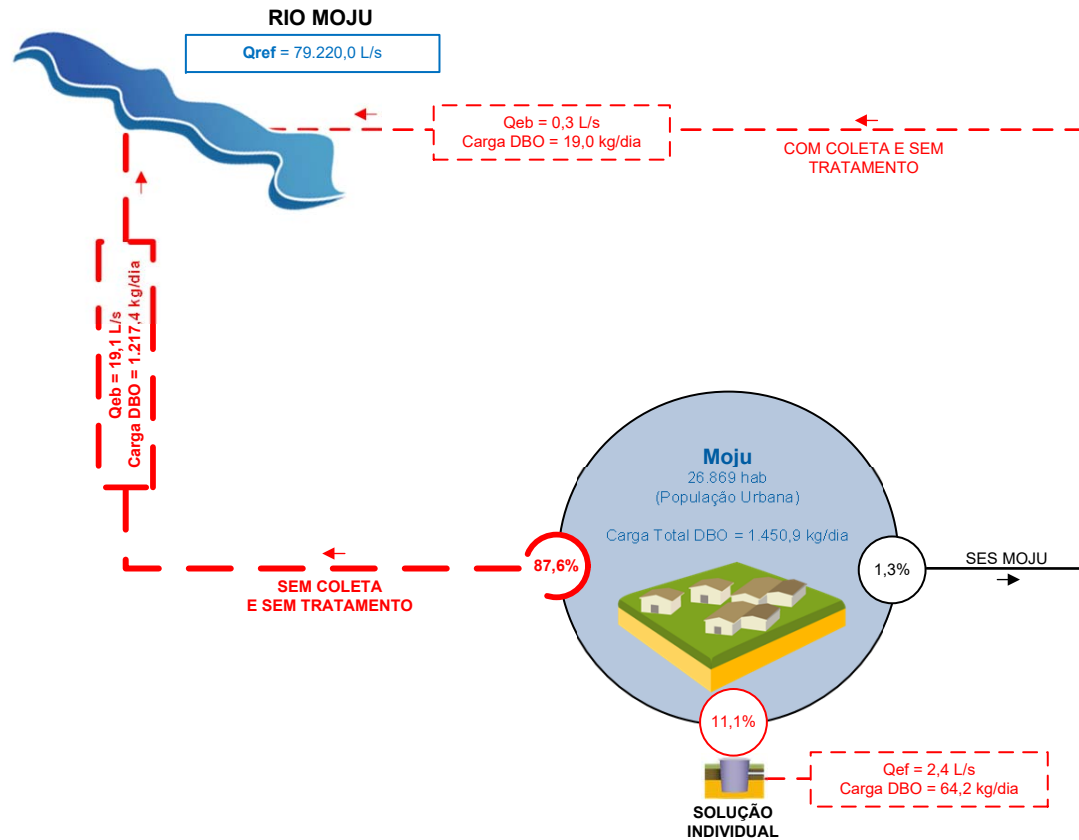 RIO MOJU
Qref = 79.220,0 L/s
Qeb = 0,3 L/s
Carga DBO = 19,0 kg/dia
COM COLETA E SEM
TRATAMENTO
Qeb = 19,1 L/s
Carga DBO = 1.217,4 kg/dia
Moju
26.869 hab
(População Urbana)
Carga Total DBO = 1.450,9 kg/dia
87,6%
SEM COLETA
E SEM TRATAMENTO
1,3%
SES MOJU
11,1%
Qef = 2,4 L/s
Carga DBO = 64,2 kg/dia
SOLUÇÃO
INDIVIDUAL